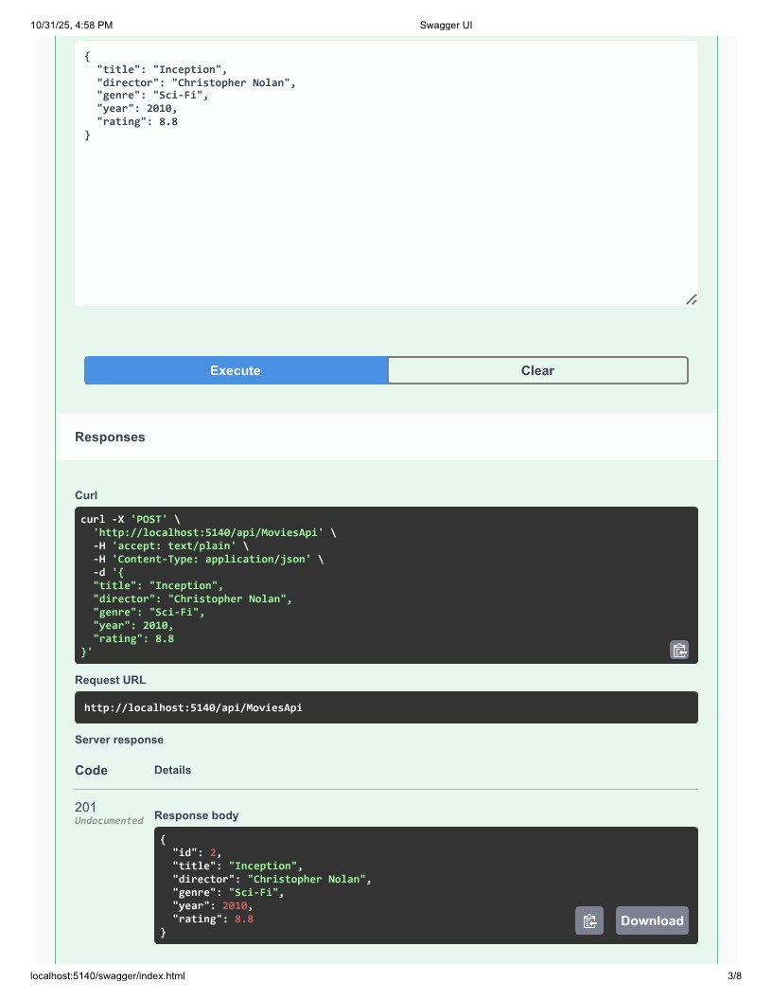 10/31/25, 4:58 PM
Swagger UI
{
  "title": "Inception",
  "director": "Christopher Nolan",
  "genre": "Sci-Fi",
  "year": 2010,
  "rating": 8.8
}
Execute
Clear
Responses
Curl
curl -X 'POST' \
  'http://localhost:5140/api/MoviesApi' \
  -H 'accept: text/plain' \
  -H 'Content-Type: application/json' \
  -d '{
  "title": "Inception",
  "director": "Christopher Nolan",
  "genre": "Sci-Fi",
  "year": 2010,
  "rating": 8.8
}'
Request URL
http://localhost:5140/api/MoviesApi
Server response
Code
Details
201
Undocumented
Response body
{
  "id": 2,
  "title": "Inception",
  "director": "Christopher Nolan",
  "genre": "Sci-Fi",
  "year": 2010,
  "rating": 8.8
}
Download
localhost:5140/swagger/index.html
3/8